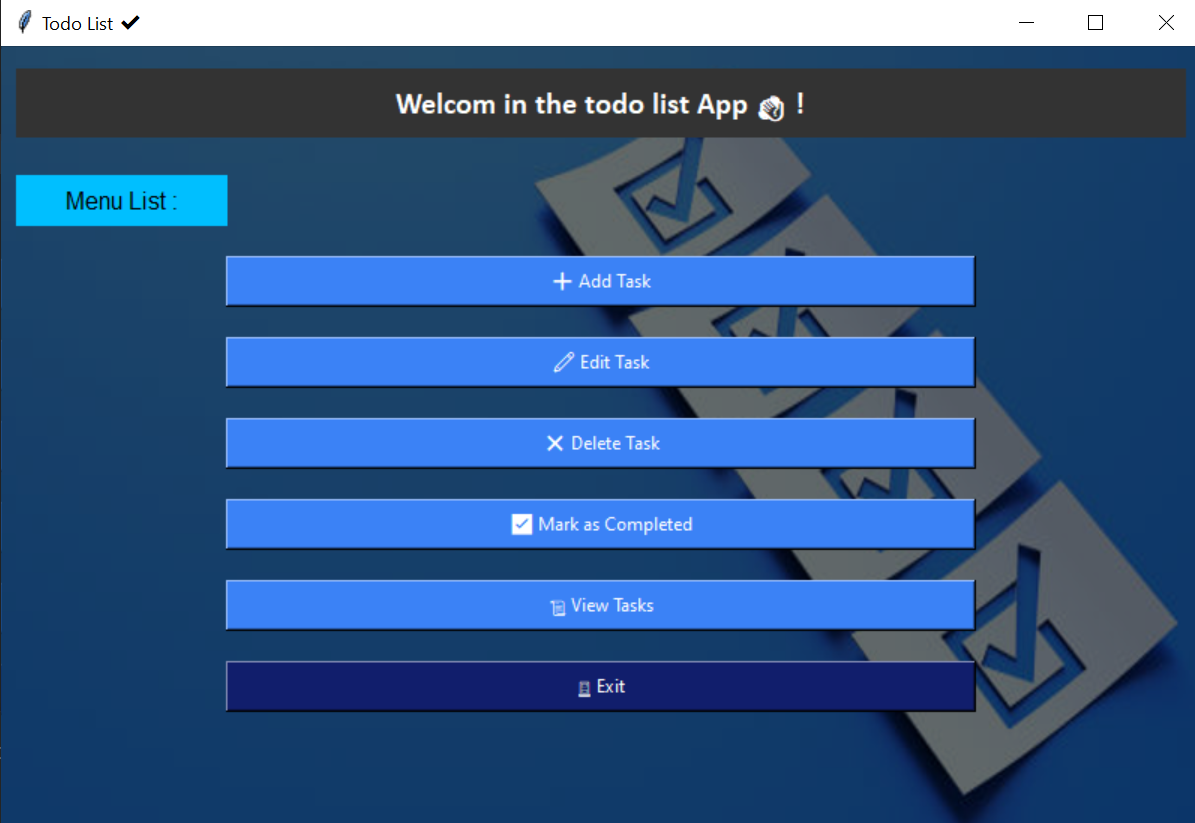 Todo List ✔
Welcom in the todo list App 👏 !
Menu List :
➕ Add Task
✏ Edit Task
❌ Delete Task
✅ Mark as Completed
📜 View Tasks
🚪 Exit